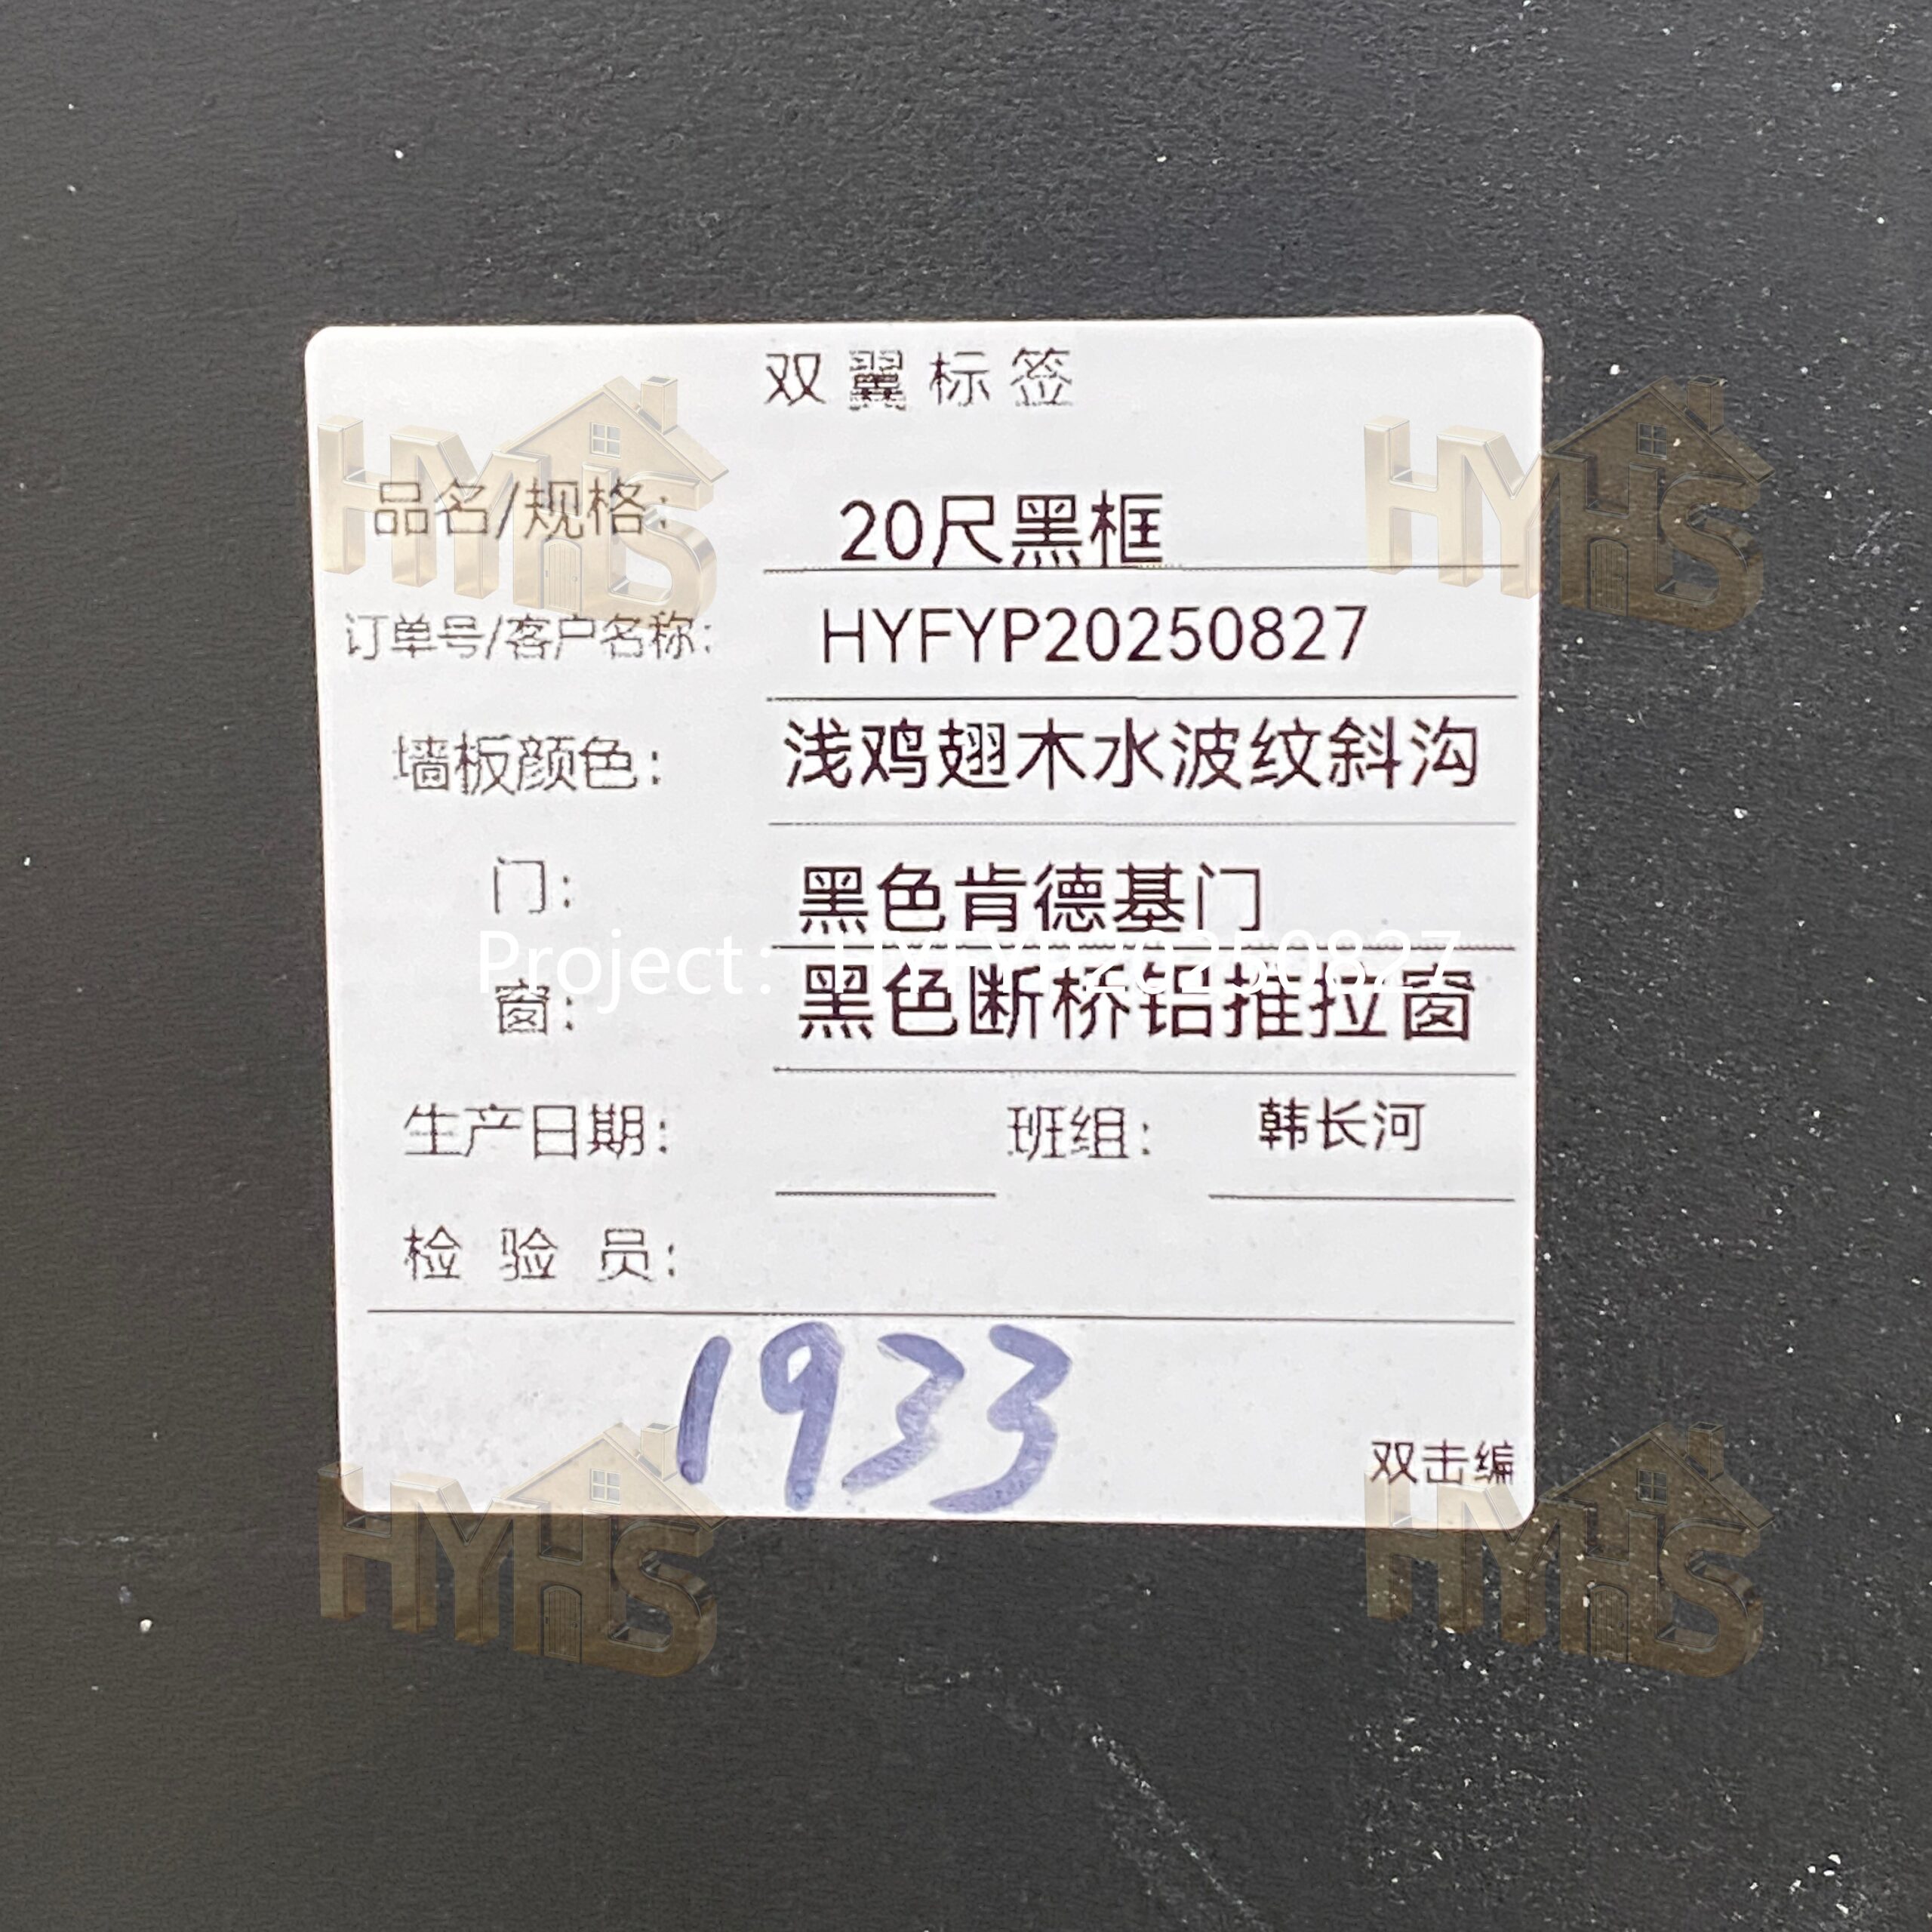 双翼标签
品名/规格： 20尺黑框
订单号/客户名称： HYFYP20250827
墙板颜色： 浅鸡翅木水波纹斜沟
门： 黑色肯德基门
Project：HYFYP20250827
窗： 黑色断桥铝推拉窗
生产日期： 班组： 韩长河
检验员：
1933
双击编
HYHS
HYHS
HYHS
HYHS